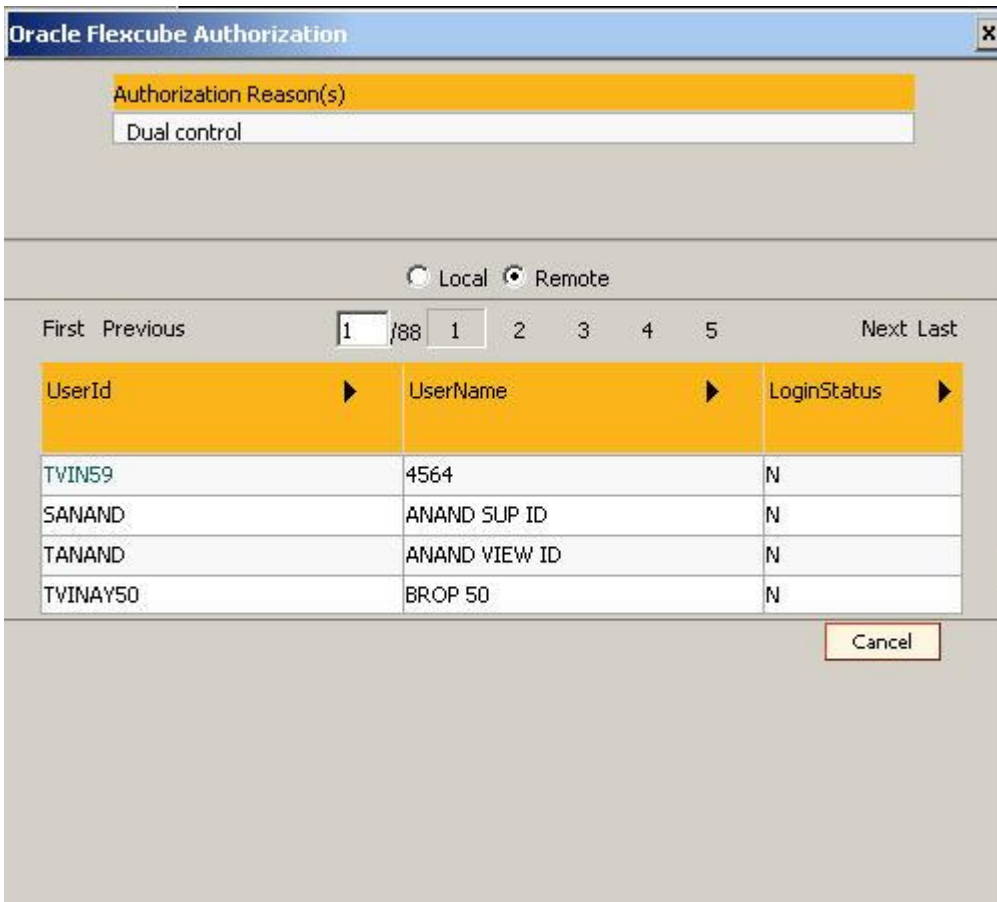 Oracle Flexcube Authorization x
Authorization Reason(s)
Dual control
Local Remote
First Previous 1 /88 1 2 3 4 5 Next Last
UserId UserName LoginStatus
TVIN59 4564 N
SANAND ANAND SUP ID N
TANAND ANAND VIEW ID N
TVINAY50 BROP 50 N
Cancel